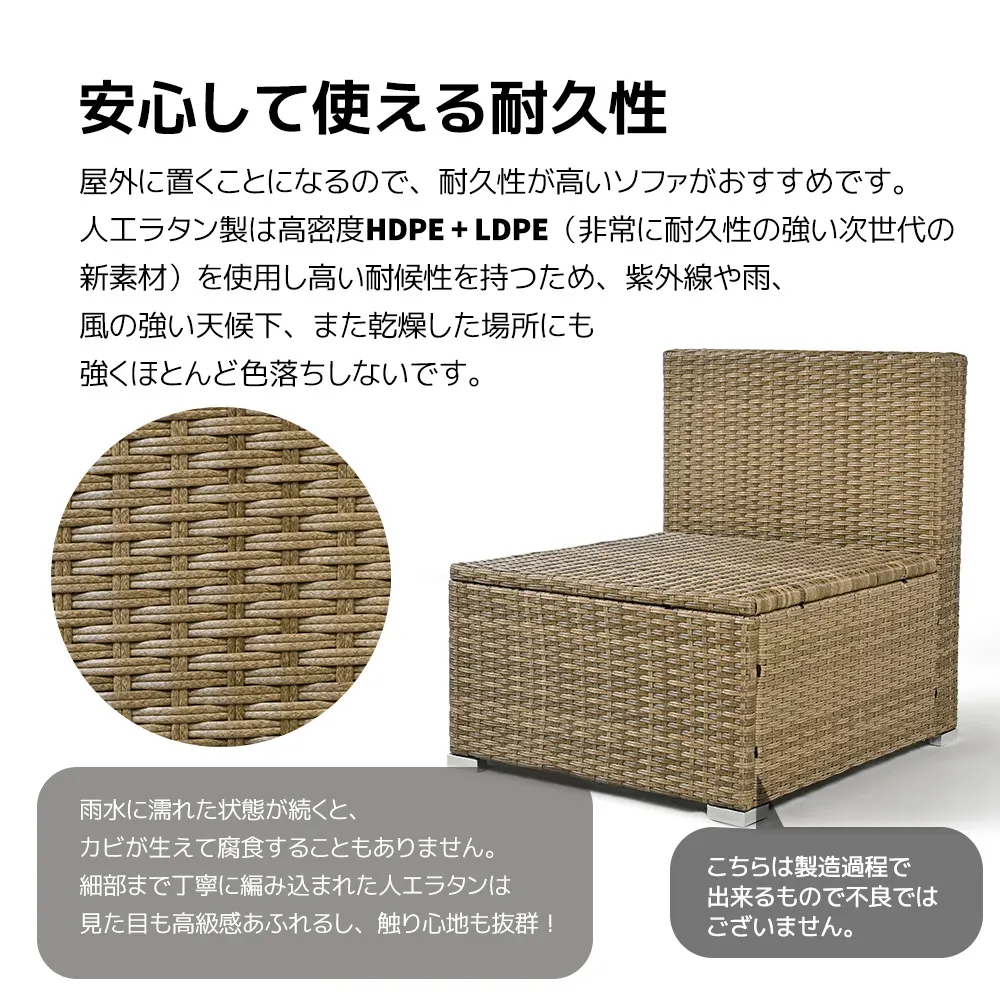 安心して使える耐久性
屋外に置くことになるので、耐久性が高いソファがおすすめです。
人工ラタン製は高密度HDPE + LDPE（非常に耐久性の強い次世代の
新素材）を使用し高い耐候性を持つため、紫外線や雨、
風の強い天候下、また乾燥した場所にも
強くほとんど色落ちしないです。
雨水に濡れた状態が続くと、
カビが生えて腐食することもありません。
細部まで丁寧に編み込まれた人工ラタンは
見た目も高級感あふれるし、触り心地も抜群！
こちらは製造過程で
出来るもので不良では
ございません。